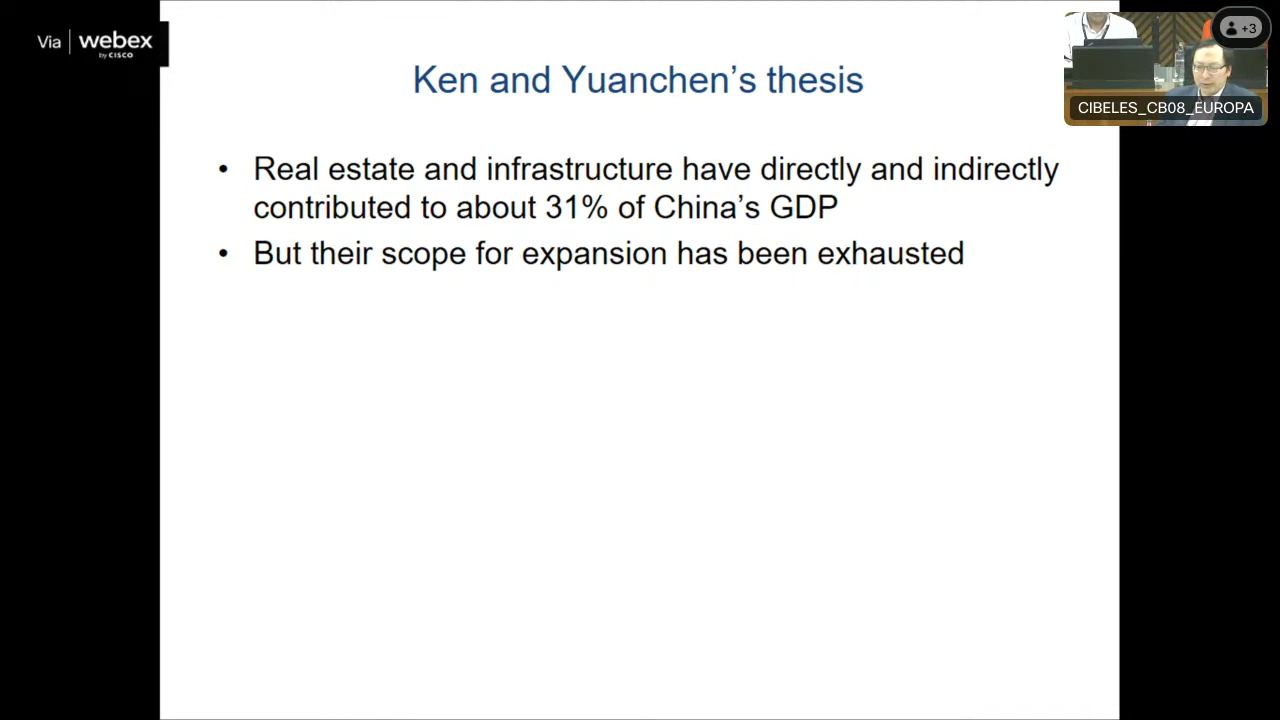 Via webex
by CISCO
+3
CIBELES_CB08_EUROPA
Ken and Yuanchen’s thesis
• Real estate and infrastructure have directly and indirectly
contributed to about 31% of China’s GDP
• But their scope for expansion has been exhausted